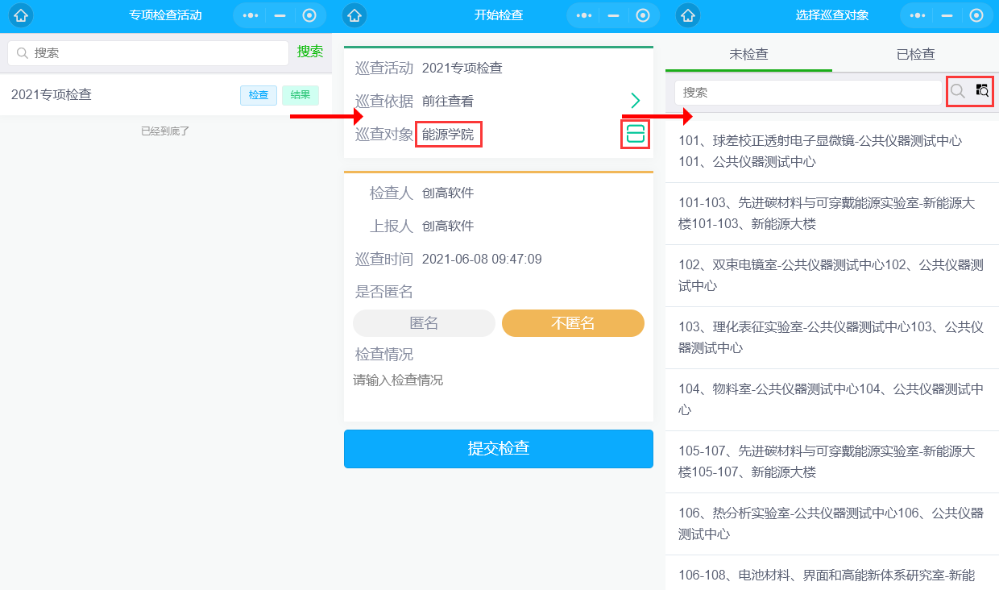 专项检查活动
搜索
搜索
2021专项检查
检查
结果
已经到底了
开始检查
巡查活动 2021专项检查
巡查依据 前往查看
巡查对象 能源学院
检查人 创高软件
上报人 创高软件
巡查时间 2021-06-08 09:47:09
是否匿名
匿名
不匿名
检查情况
请输入检查情况
提交检查
选择巡查对象
未检查
已检查
搜索
101、球差校正透射电子显微镜-公共仪器测试中心
101、公共仪器测试中心
101-103、先进碳材料与可穿戴能源实验室-新能源大
楼101-103、新能源大楼
102、双束电镜室-公共仪器测试中心102、公共仪器测
试中心
103、理化表征实验室-公共仪器测试中心103、公共仪
器测试中心
104、物料室-公共仪器测试中心104、公共仪器测试中
心
105-107、先进碳材料与可穿戴能源实验室-新能源大
楼105-107、新能源大楼
106、热分析实验室-公共仪器测试中心106、公共仪器
测试中心
106-108、电池材料、界面和高能新体系研究室-新能